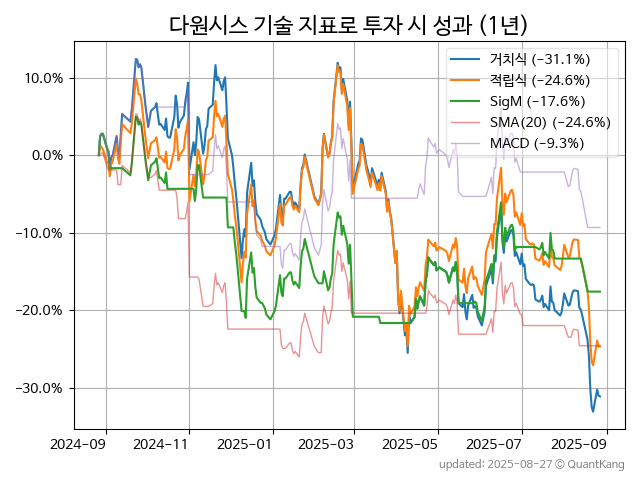 다원시스 기술 지표로 투자 시 성과 (1년)
거치식 (−31.1%)
적립식 (−24.6%)
SigM (−17.6%)
SMA(20) (−24.6%)
MACD (−9.3%)
10.0%
0.0%
−10.0%
−20.0%
−30.0%
2024−09
2024−11
2025−01
2025−03
2025−05
2025−07
2025−09
updated: 2025-08-27 © QuantKang